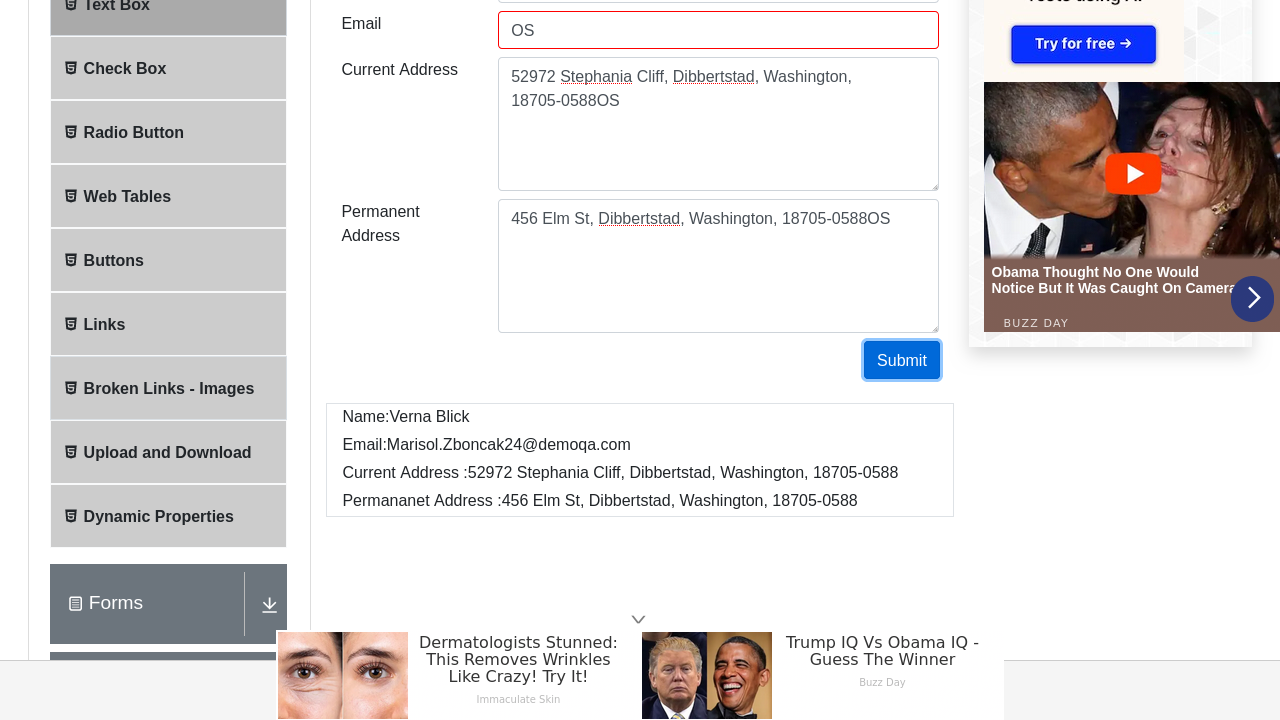 Text Box
Check Box
Radio Button
Web Tables
Buttons
Links
Broken Links - Images
Upload and Download
Dynamic Properties
Forms
Email
OS
Current Address
52972 Stephania Cliff, Dibbertstad, Washington,
18705-0588OS
Permanent
Address
456 Elm St, Dibbertstad, Washington, 18705-0588OS
Submit
Name:Verna Blick
Email:Marisol.Zboncak24@demoqa.com
Current Address :52972 Stephania Cliff, Dibbertstad, Washington, 18705-0588
Permananet Address :456 Elm St, Dibbertstad, Washington, 18705-0588
Try for free →
Obama Thought No One Would
Notice But It Was Caught On Camera
BUZZ DAY
Dermatologists Stunned:
This Removes Wrinkles
Like Crazy! Try It!
Immaculate Skin
Trump IQ Vs Obama IQ -
Guess The Winner
Buzz Day